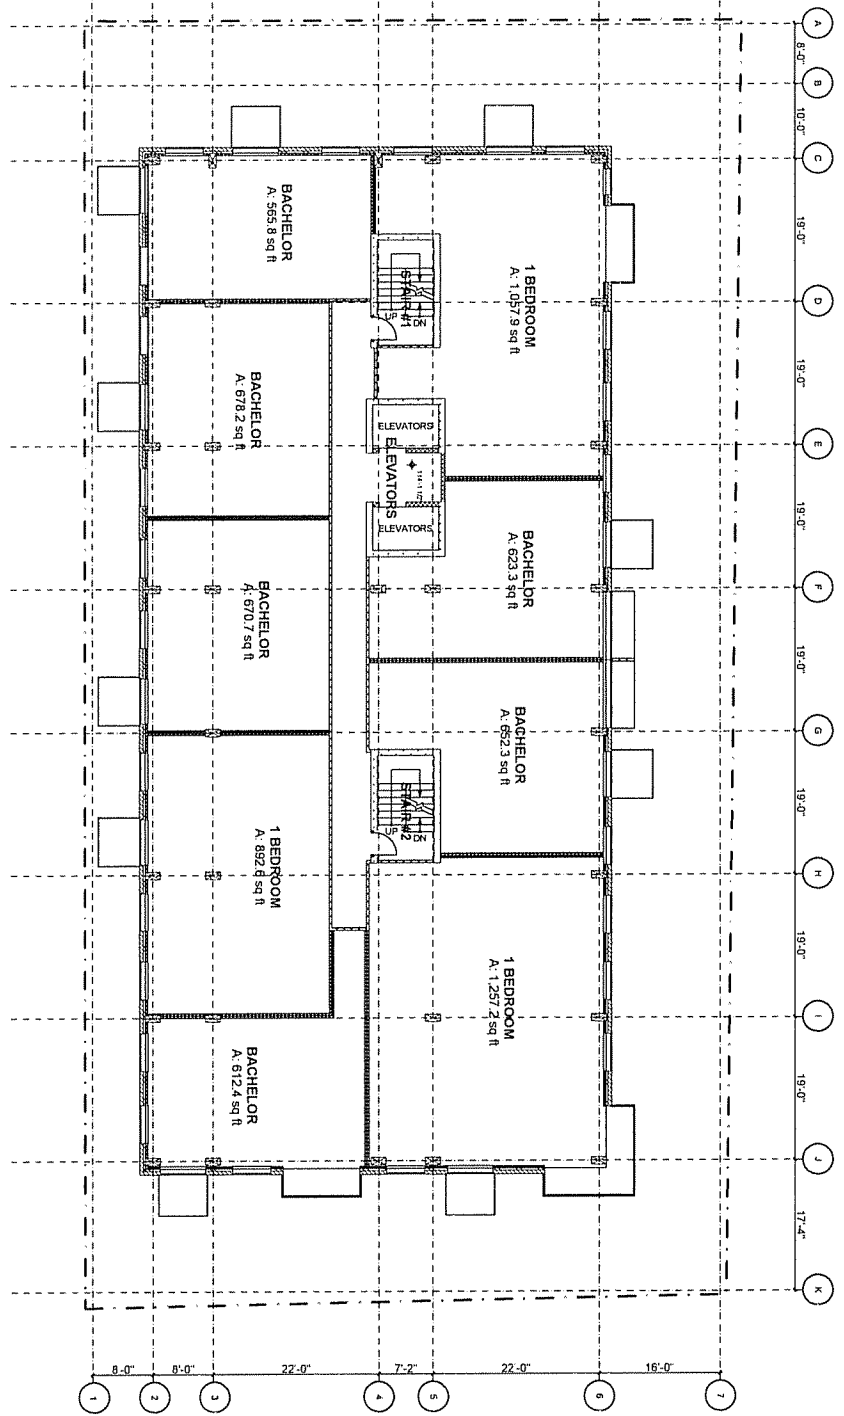 A
8'-0"
B
10'-0"
C
19'-0"
D
19'-0"
E
19'-0"
F
19'-0"
G
19'-0"
H
19'-0"
I
19'-0"
J
17'-4"
K
BACHELOR
A: 565.8 sq ft
1 BEDROOM
A: 1,057.9 sq ft
STAIR #1
UP
DN
BACHELOR
A: 678.2 sq ft
ELEVATORS
ELEVATORS
ELEVATORS
BACHELOR
A: 623.3 sq ft
BACHELOR
A: 670.7 sq ft
BACHELOR
A: 652.3 sq ft
STAIR #2
UP
DN
1 BEDROOM
A: 892.6 sq ft
1 BEDROOM
A: 1,257.2 sq ft
BACHELOR
A: 612.4 sq ft
8'-0"
8'-0"
22'-0"
7'-2"
22'-0"
16'-0"
1
2
3
4
5
6
7